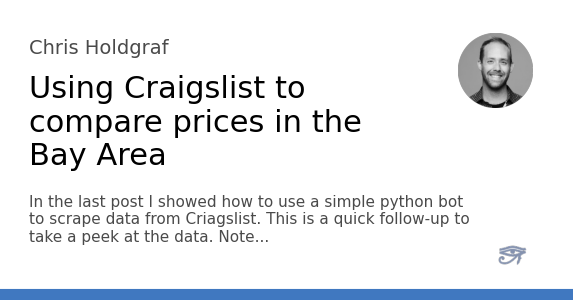 Chris Holdgraf
Using Craigslist to
compare prices in the
Bay Area
In the last post I showed how to use a simple python bot
to scrape data from Criagslist. This is a quick follow-up to
take a peek at the data. Note...